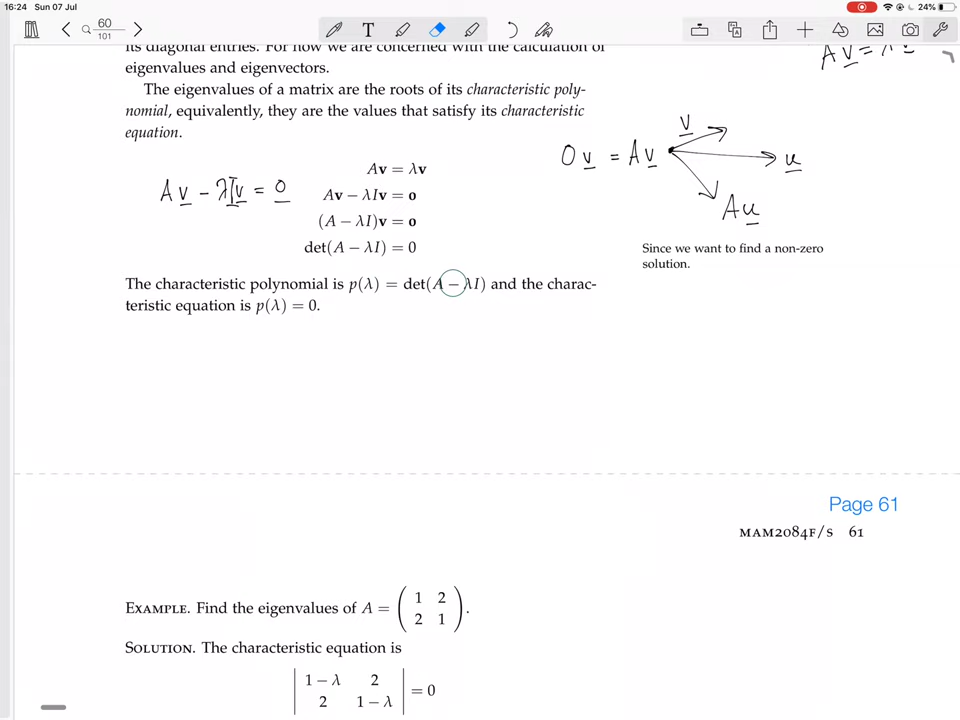 16:24 Sun 07 Jul
24%
60
101
T
its diagonal entries. For now we are concerned with the calculation of
eigenvalues and eigenvectors.
The eigenvalues of a matrix are the roots of its characteristic poly-
nomial, equivalently, they are the values that satisfy its characteristic
equation.
Av = λv
Av − λIv = o
(A − λI)v = o
det(A − λI) = 0
Av − λIv = 0
Av = λv
0v = Av
v
u
Au
Since we want to find a non-zero
solution.
The characteristic polynomial is p(λ) = det(A − λI) and the charac-
teristic equation is p(λ) = 0.
Page 61
MAM2084F/S 61
EXAMPLE. Find the eigenvalues of A = ( 1 2
2 1 ).
SOLUTION. The characteristic equation is
| 1 − λ 2
2 1 − λ | = 0